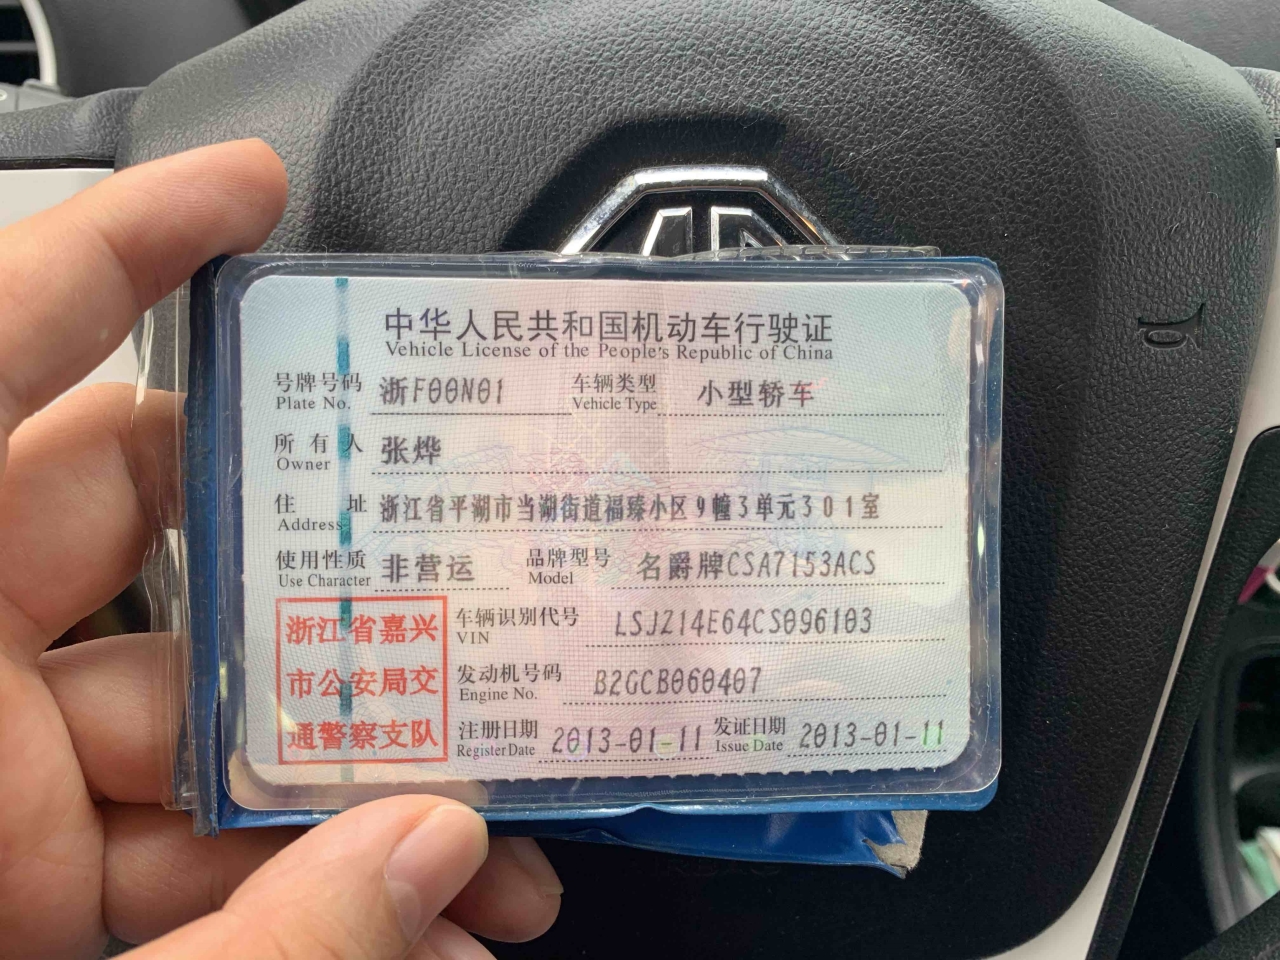 中华人民共和国机动车行驶证
Vehicle License of the People's Republic of China
号牌号码 浙F00N01 车辆类型 小型轿车
Plate No. Vehicle Type
所有人 张烨
Owner
住址 浙江省平湖市当湖街道福臻小区9幢3单元301室
Address
使用性质 非营运 品牌型号 名爵牌CSA7153ACS
Use Character Model
浙江省嘉兴
市公安局交
通警察支队
车辆识别代号 LSJZ14E64CS096103
VIN
发动机号码 B2GCB060407
Engine No.
注册日期 2013-01-11 发证日期 2013-01-11
Register Date Issue Date